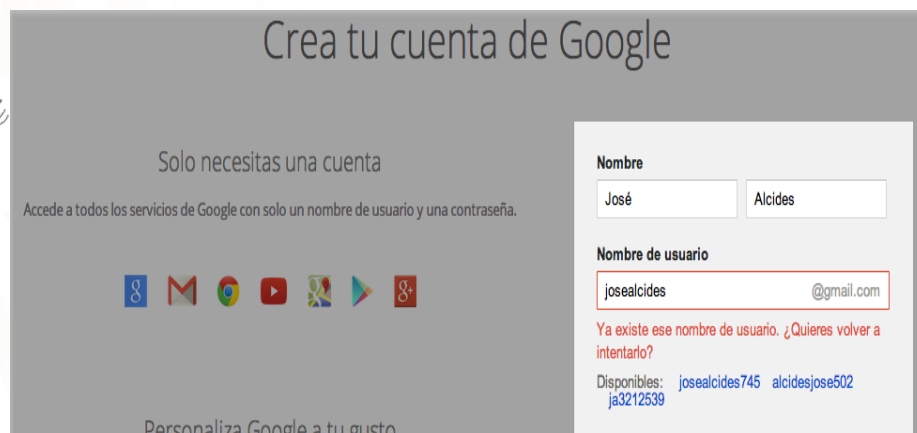 Crea tu cuenta de Google
Solo necesitas una cuenta
Accede a todos los servicios de Google con solo un nombre de usuario y una contraseña.
Personaliza Google a tu gusto
Nombre
José
Alcides
Nombre de usuario
josealcides
@gmail.com
Ya existe ese nombre de usuario. ¿Quieres volver a
intentarlo?
Disponibles: josealcides745 alcidesjose502
ja3212539